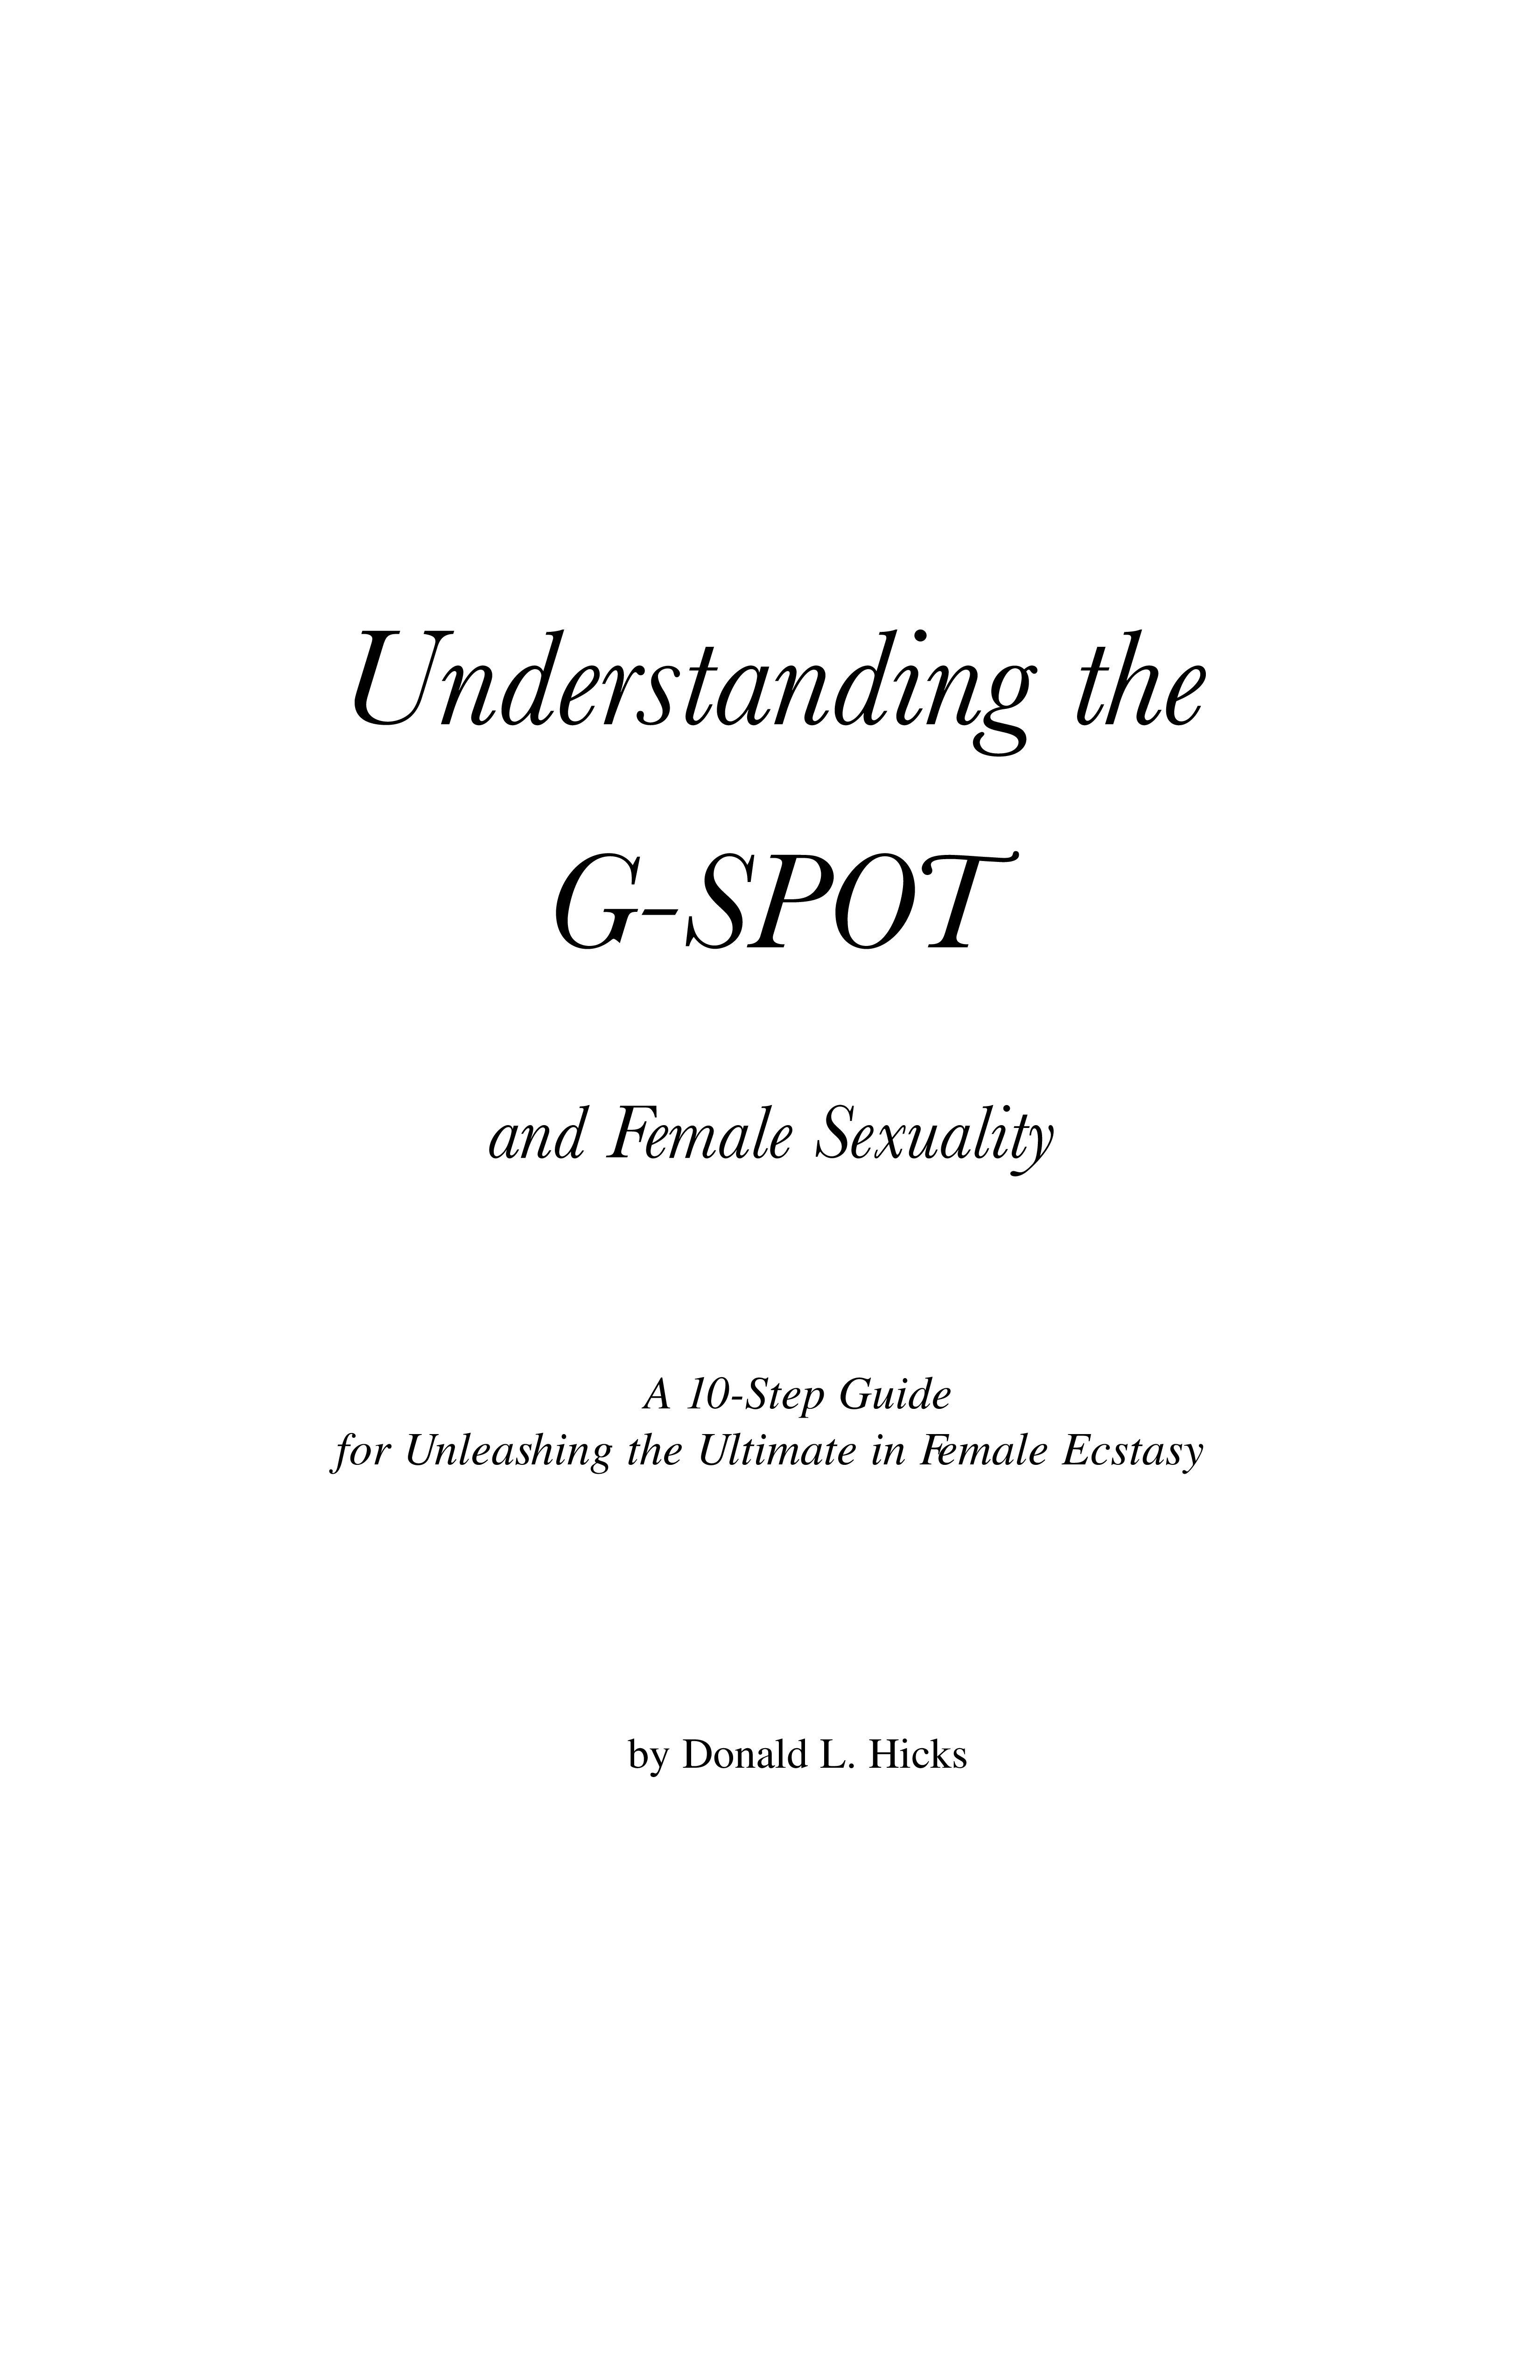 Understanding the
G-SPOT
and Female Sexuality
A 10-Step Guide
for Unleashing the Ultimate in Female Ecstasy
by Donald L. Hicks